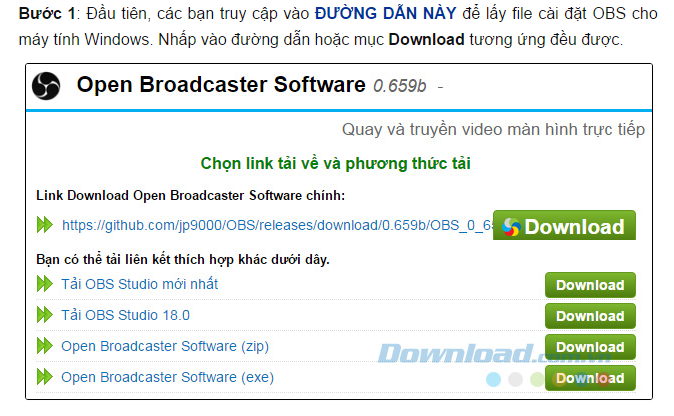 Bước 1: Đầu tiên, các bạn truy cập vào ĐƯỜNG DẪN NÀY để lấy file cài đặt OBS cho
máy tính Windows. Nhấp vào đường dẫn hoặc mục Download tương ứng đều được.
Open Broadcaster Software 0.659b -
Quay và truyền video màn hình trực tiếp
Chọn link tải về và phương thức tải
Link Download Open Broadcaster Software chính:
https://github.com/jp9000/OBS/releases/download/0.659b/OBS_0_65 Download
Bạn có thể tải liên kết thích hợp khác dưới dây.
Tải OBS Studio mới nhất Download
Tải OBS Studio 18.0 Download
Open Broadcaster Software (zip) Download
Download.com.vn
Open Broadcaster Software (exe) Download